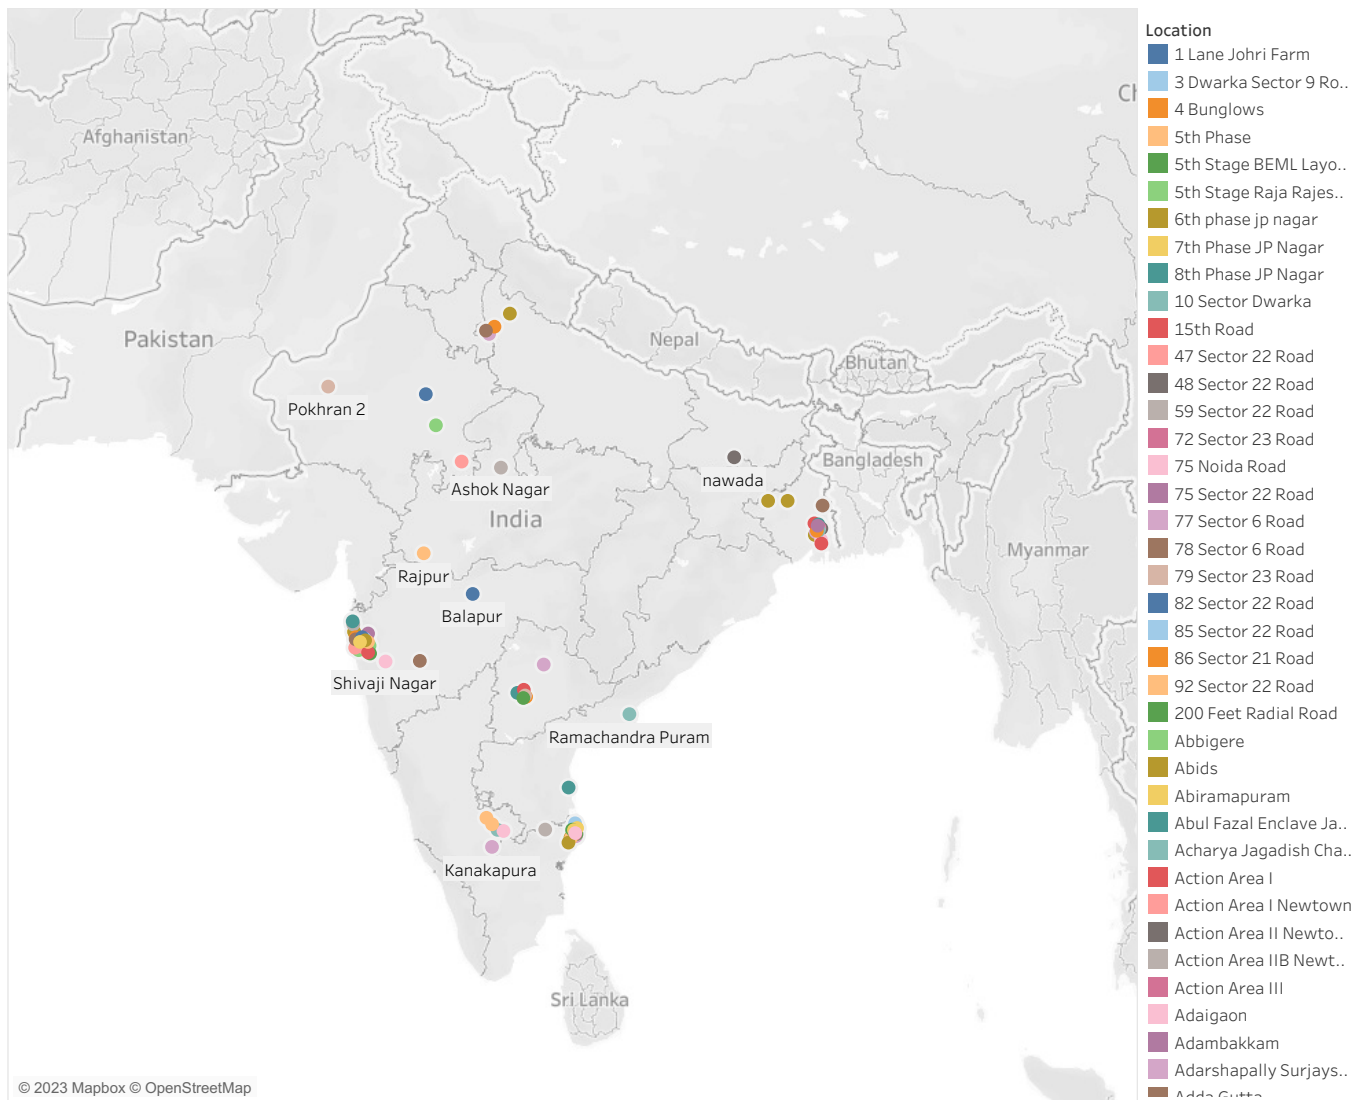 Afghanistan
Pakistan
Nepal
Bhutan
Pokhran 2
Bangladesh
nawada
Ashok Nagar
India
Myanmar
Rajpur
Balapur
Shivaji Nagar
Ramachandra Puram
Kanakapura
Sri Lanka
© 2023 Mapbox © OpenStreetMap
Location
1 Lane Johri Farm
3 Dwarka Sector 9 Ro..
4 Bunglows
5th Phase
5th Stage BEML Layo..
5th Stage Raja Rajes..
6th phase jp nagar
7th Phase JP Nagar
8th Phase JP Nagar
10 Sector Dwarka
15th Road
47 Sector 22 Road
48 Sector 22 Road
59 Sector 22 Road
72 Sector 23 Road
75 Noida Road
75 Sector 22 Road
77 Sector 6 Road
78 Sector 6 Road
79 Sector 23 Road
82 Sector 22 Road
85 Sector 22 Road
86 Sector 21 Road
92 Sector 22 Road
200 Feet Radial Road
Abbigere
Abids
Abiramapuram
Abul Fazal Enclave Ja..
Acharya Jagadish Cha..
Action Area I
Action Area I Newtown
Action Area II Newto..
Action Area IIB Newt..
Action Area III
Adaigaon
Adambakkam
Adarshapally Surjays..